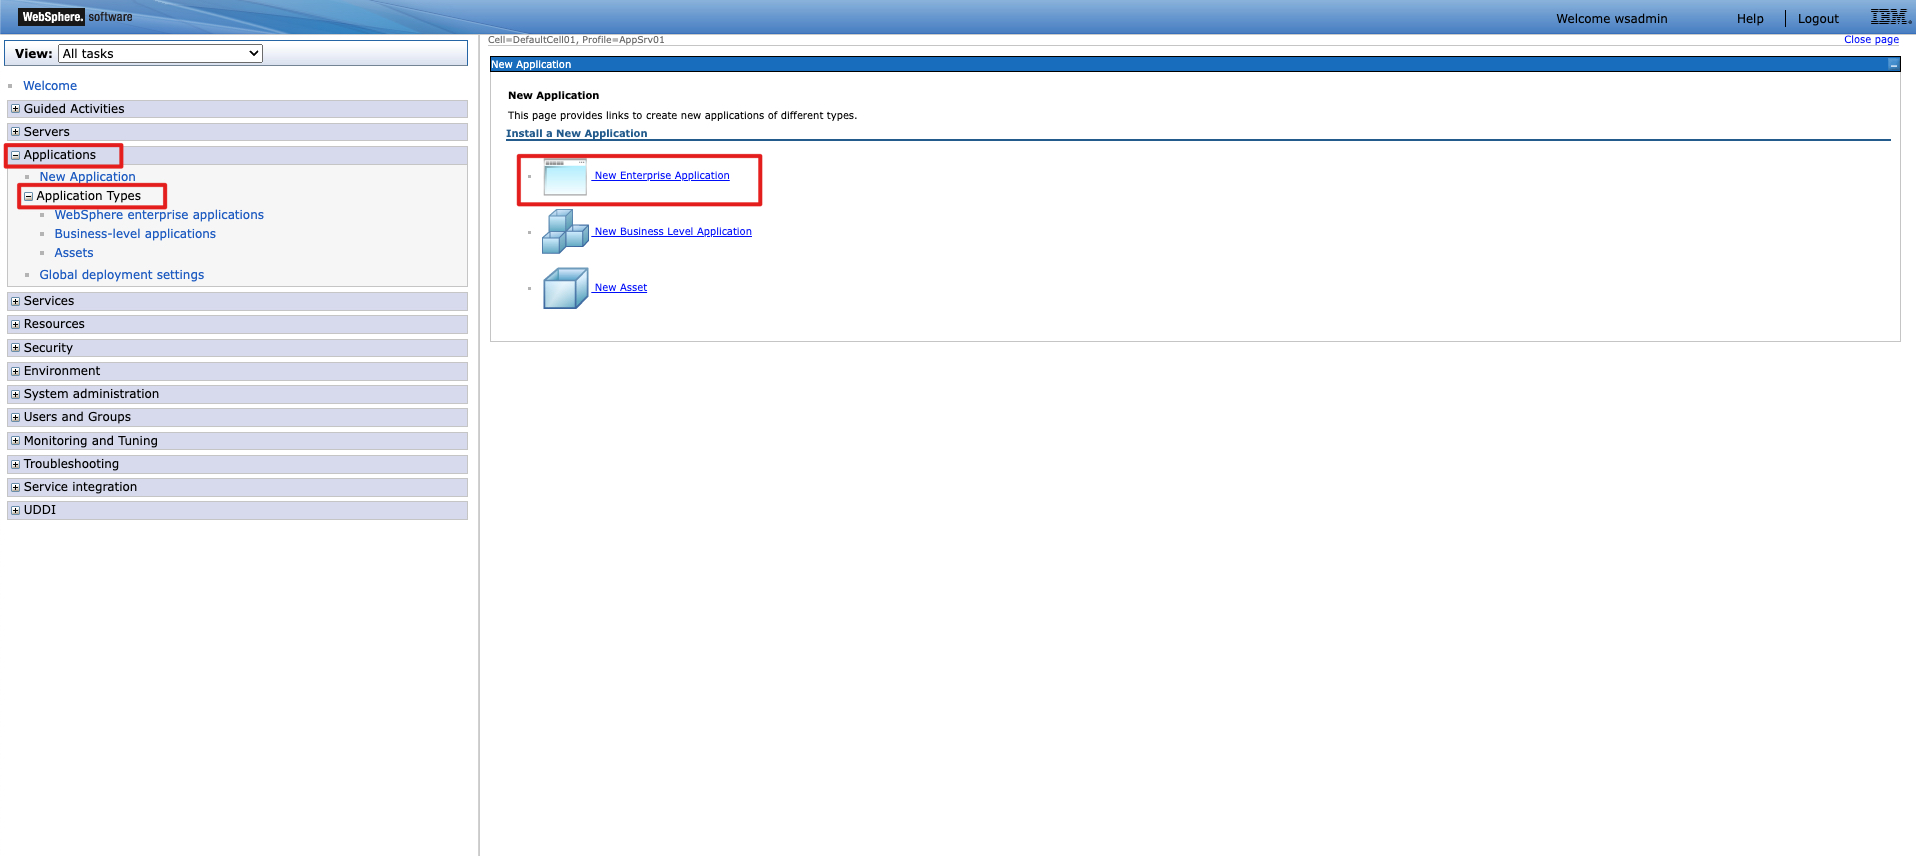 WebSphere. software
Welcome wsadmin
Help
Logout
IBM.
View: All tasks
Cell=DefaultCell01, Profile=AppSrv01
Close page
Welcome
Guided Activities
Servers
Applications
New Application
Application Types
WebSphere enterprise applications
Business-level applications
Assets
Global deployment settings
Services
Resources
Security
Environment
System administration
Users and Groups
Monitoring and Tuning
Troubleshooting
Service integration
UDDI
New Application
New Application
This page provides links to create new applications of different types.
Install a New Application
New Enterprise Application
New Business Level Application
New Asset